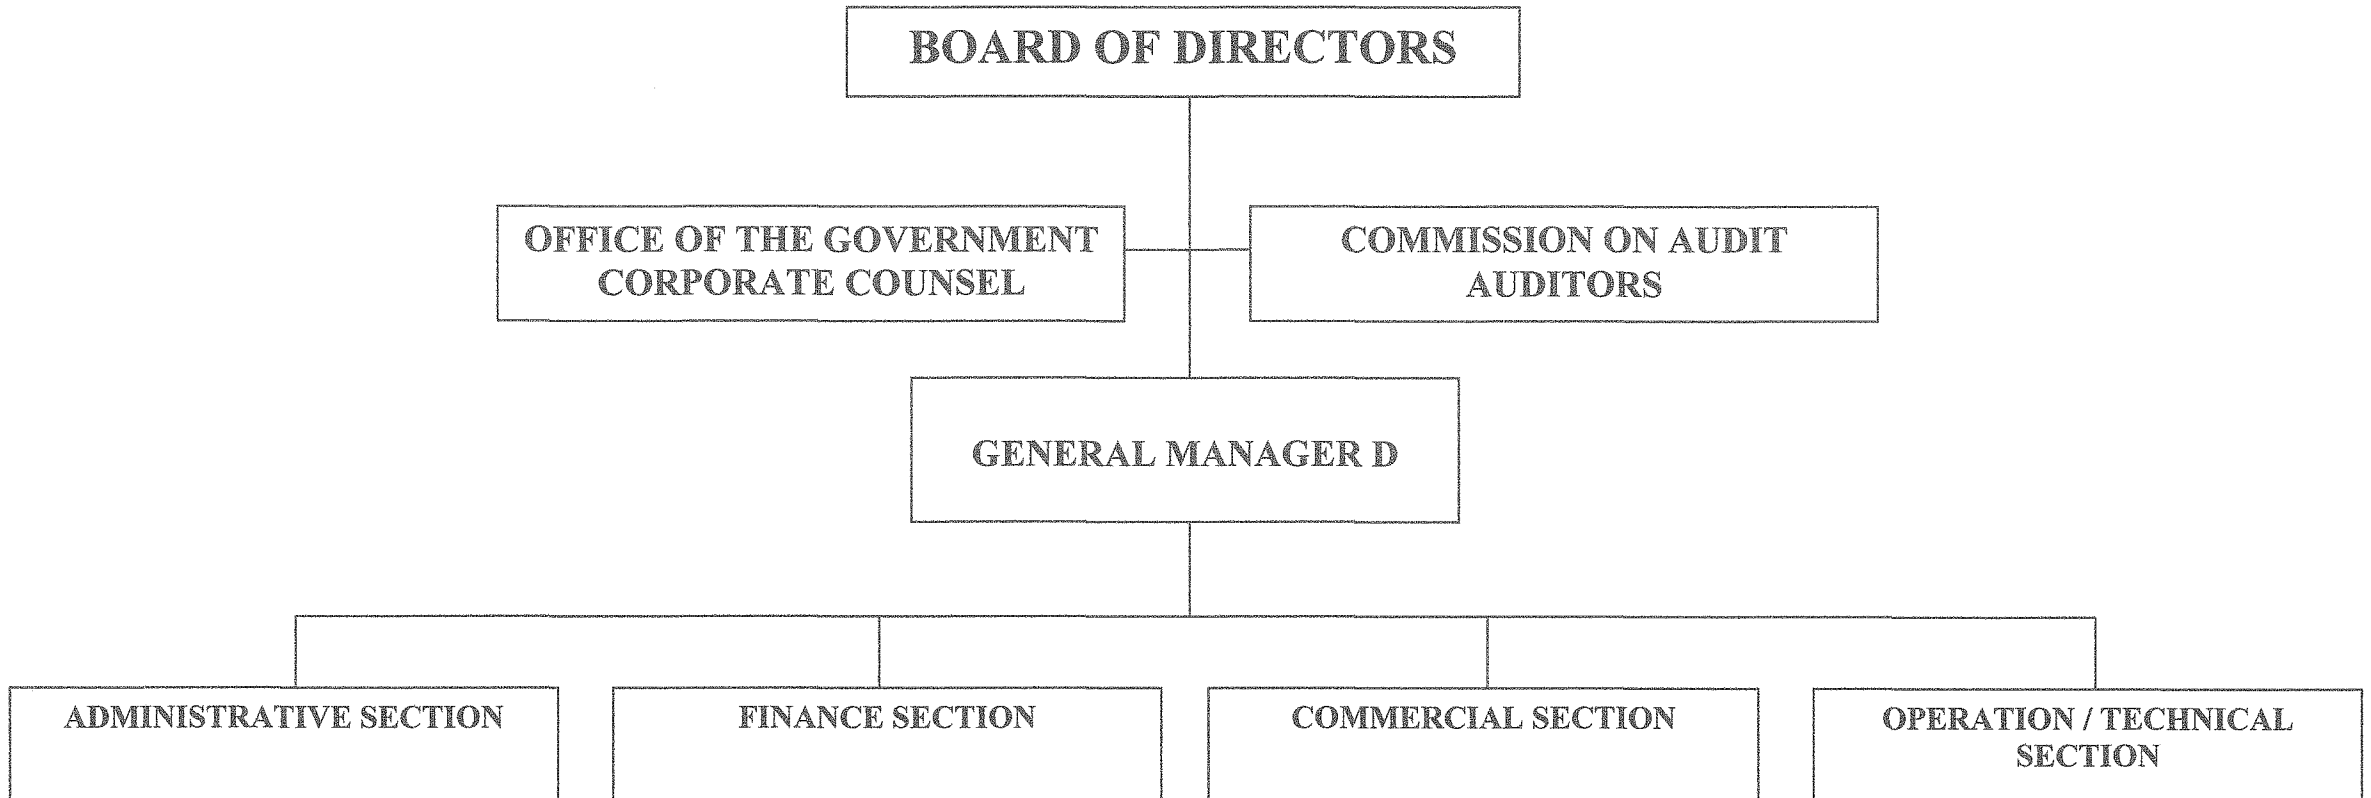 BOARD OF DIRECTORS
OFFICE OF THE GOVERNMENT
CORPORATE COUNSEL
COMMISSION ON AUDIT
AUDITORS
GENERAL MANAGER D
ADMINISTRATIVE SECTION
FINANCE SECTION
COMMERCIAL SECTION
OPERATION / TECHNICAL
SECTION